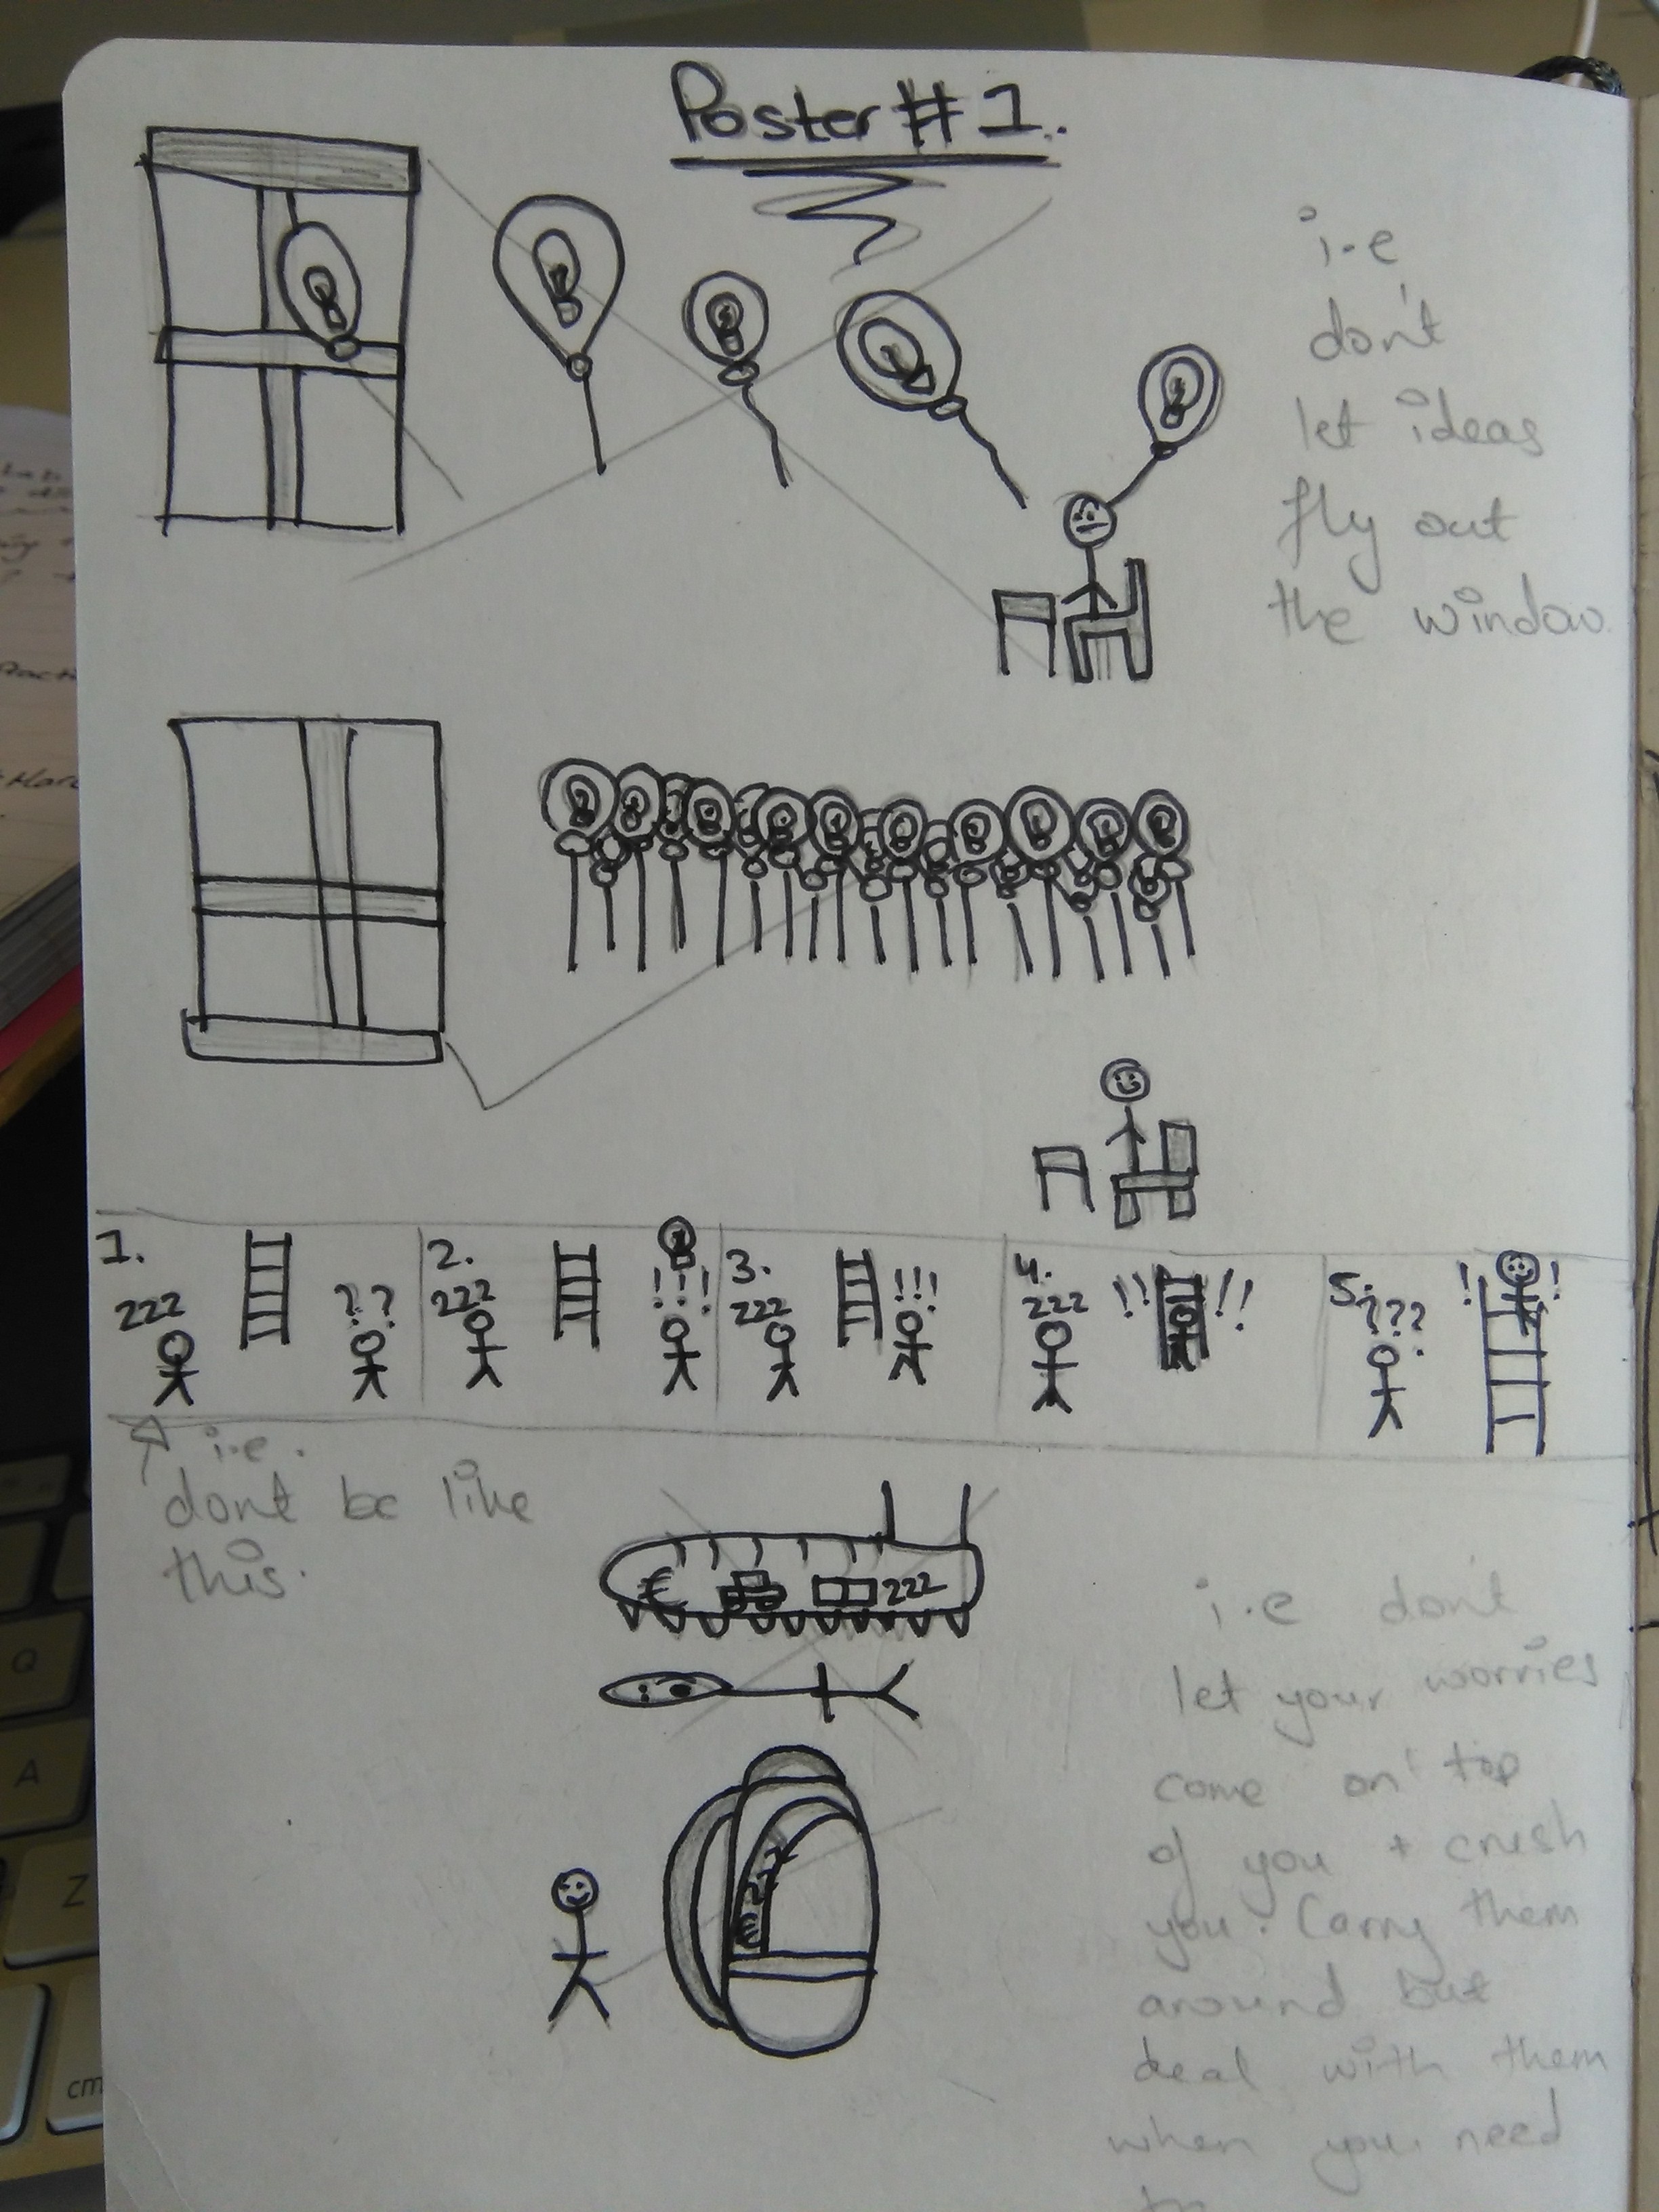 Poster #1.
i.e
don't
let ideas
fly out
the window.
1.
zzz
??
2.
zzz
!!!
3.
zzz
!!!
4.
zzz
!!
!!
5.
???
!
!
i.e.
dont be like
this.
€
zzz
i.e don't
let your worries
come on top
of you + crush
you. Carry them
around but
deal with them
when you need
to
€
Q
A
Z
cm